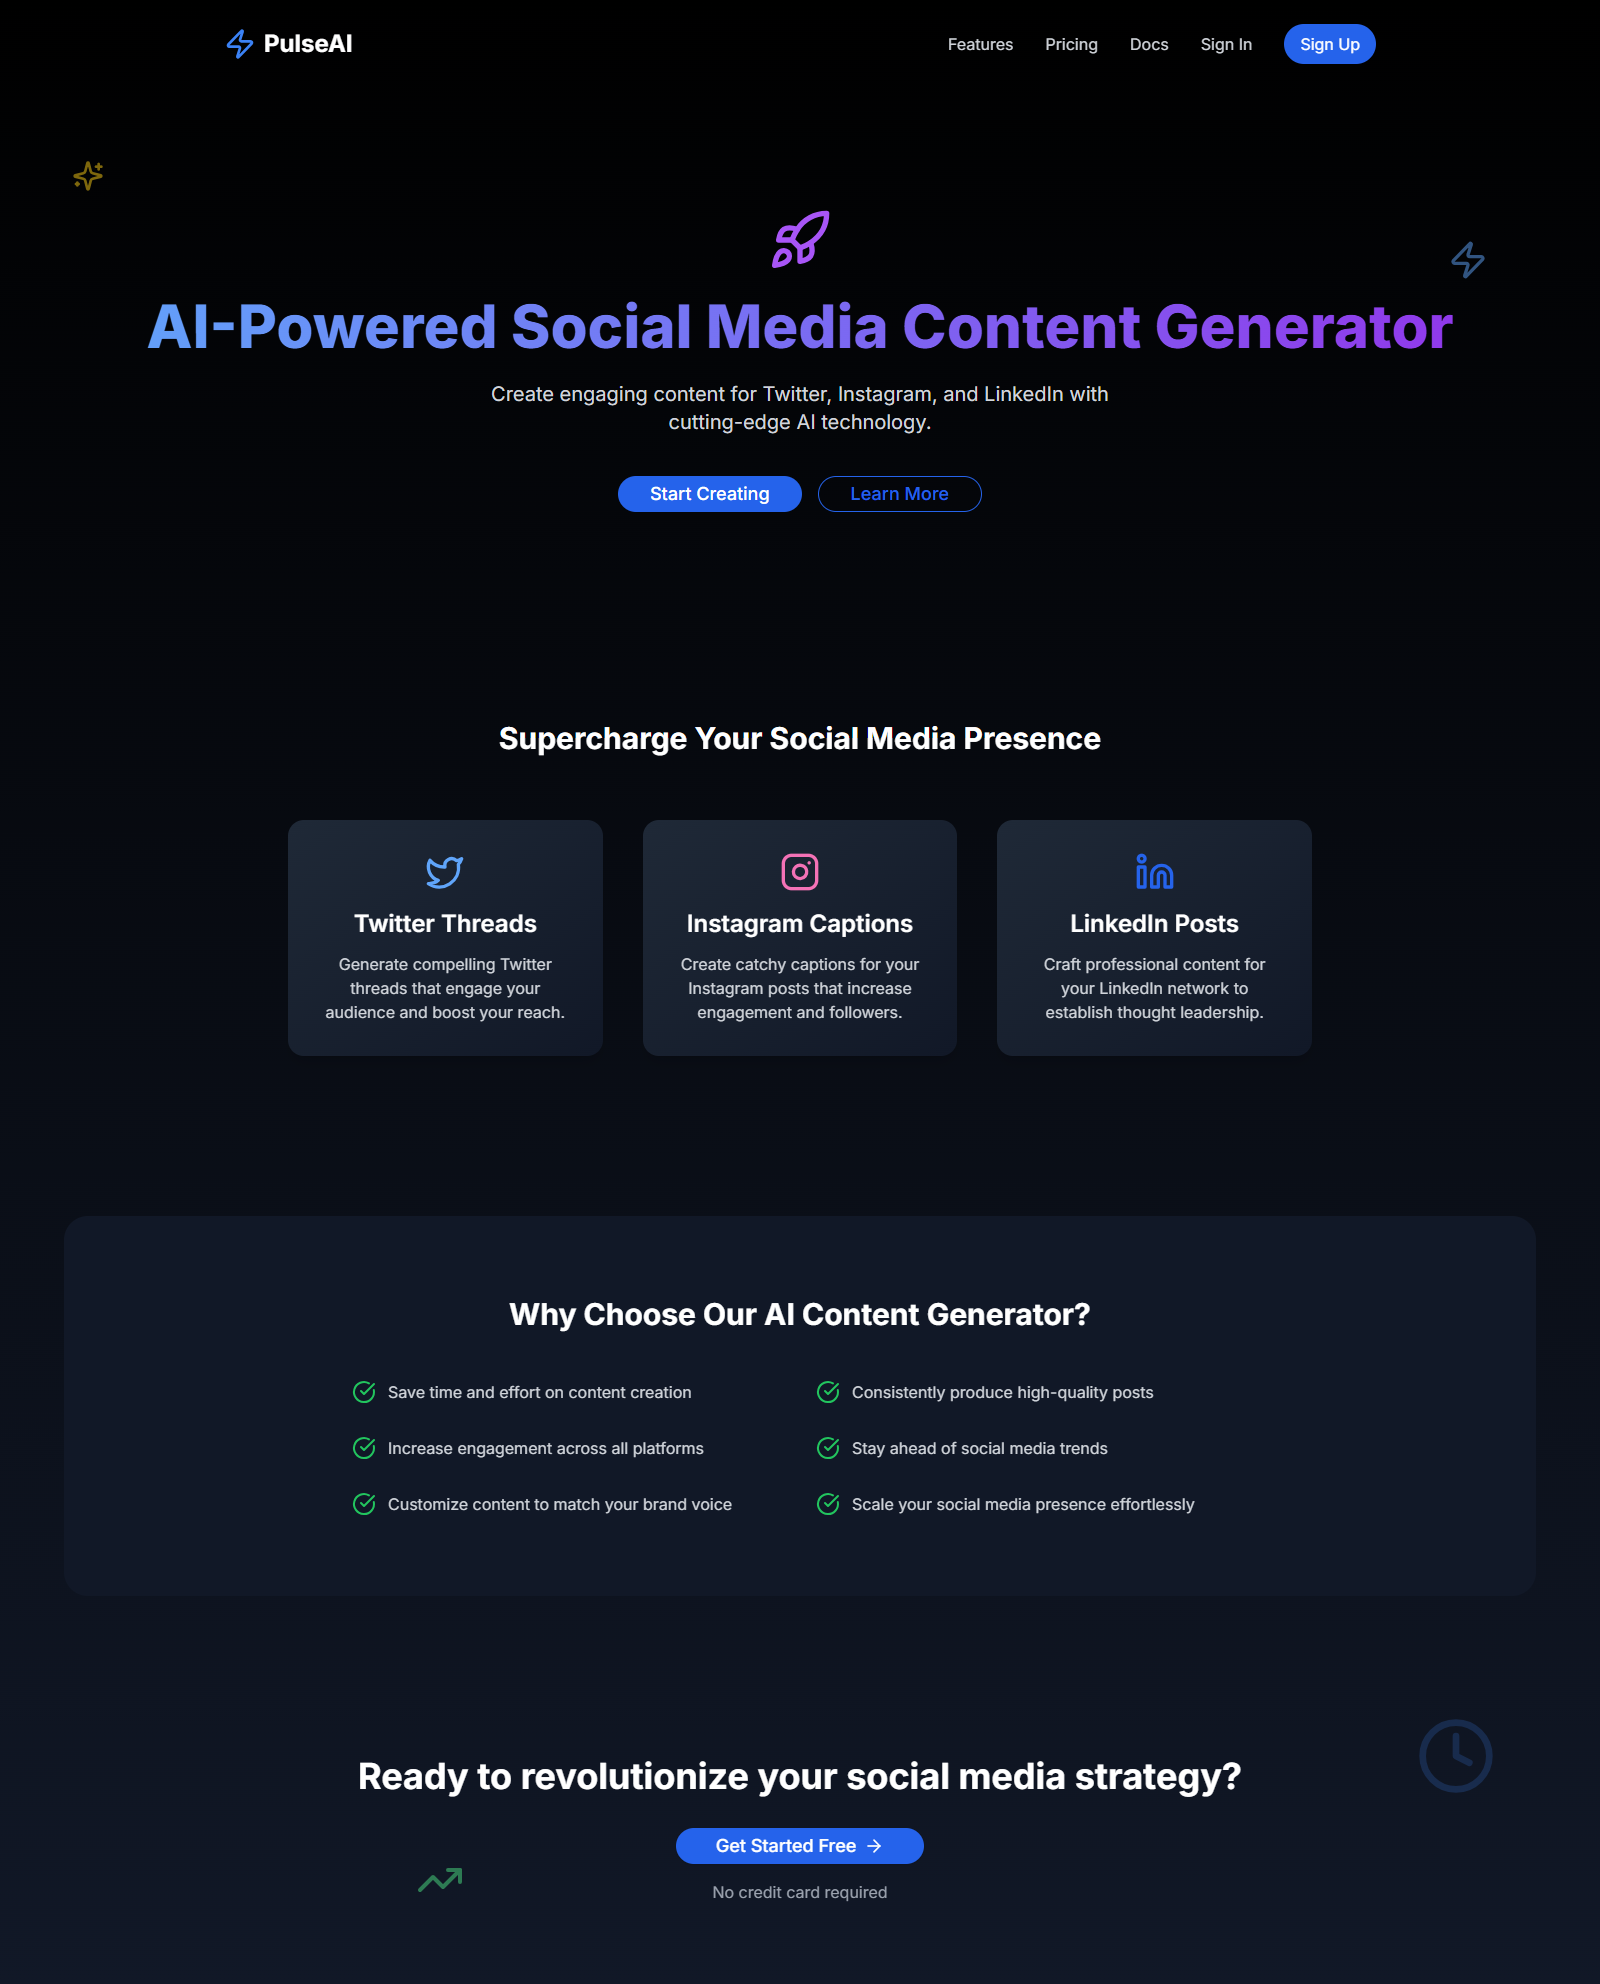 PulseAI
Features
Pricing
Docs
Sign In
Sign Up
AI-Powered Social Media Content Generator
Create engaging content for Twitter, Instagram, and LinkedIn with
cutting-edge AI technology.
Start Creating
Learn More
Supercharge Your Social Media Presence
Twitter Threads
Generate compelling Twitter
threads that engage your
audience and boost your reach.
Instagram Captions
Create catchy captions for your
Instagram posts that increase
engagement and followers.
LinkedIn Posts
Craft professional content for
your LinkedIn network to
establish thought leadership.
Why Choose Our AI Content Generator?
Save time and effort on content creation
Consistently produce high-quality posts
Increase engagement across all platforms
Stay ahead of social media trends
Customize content to match your brand voice
Scale your social media presence effortlessly
Ready to revolutionize your social media strategy?
Get Started Free
No credit card required